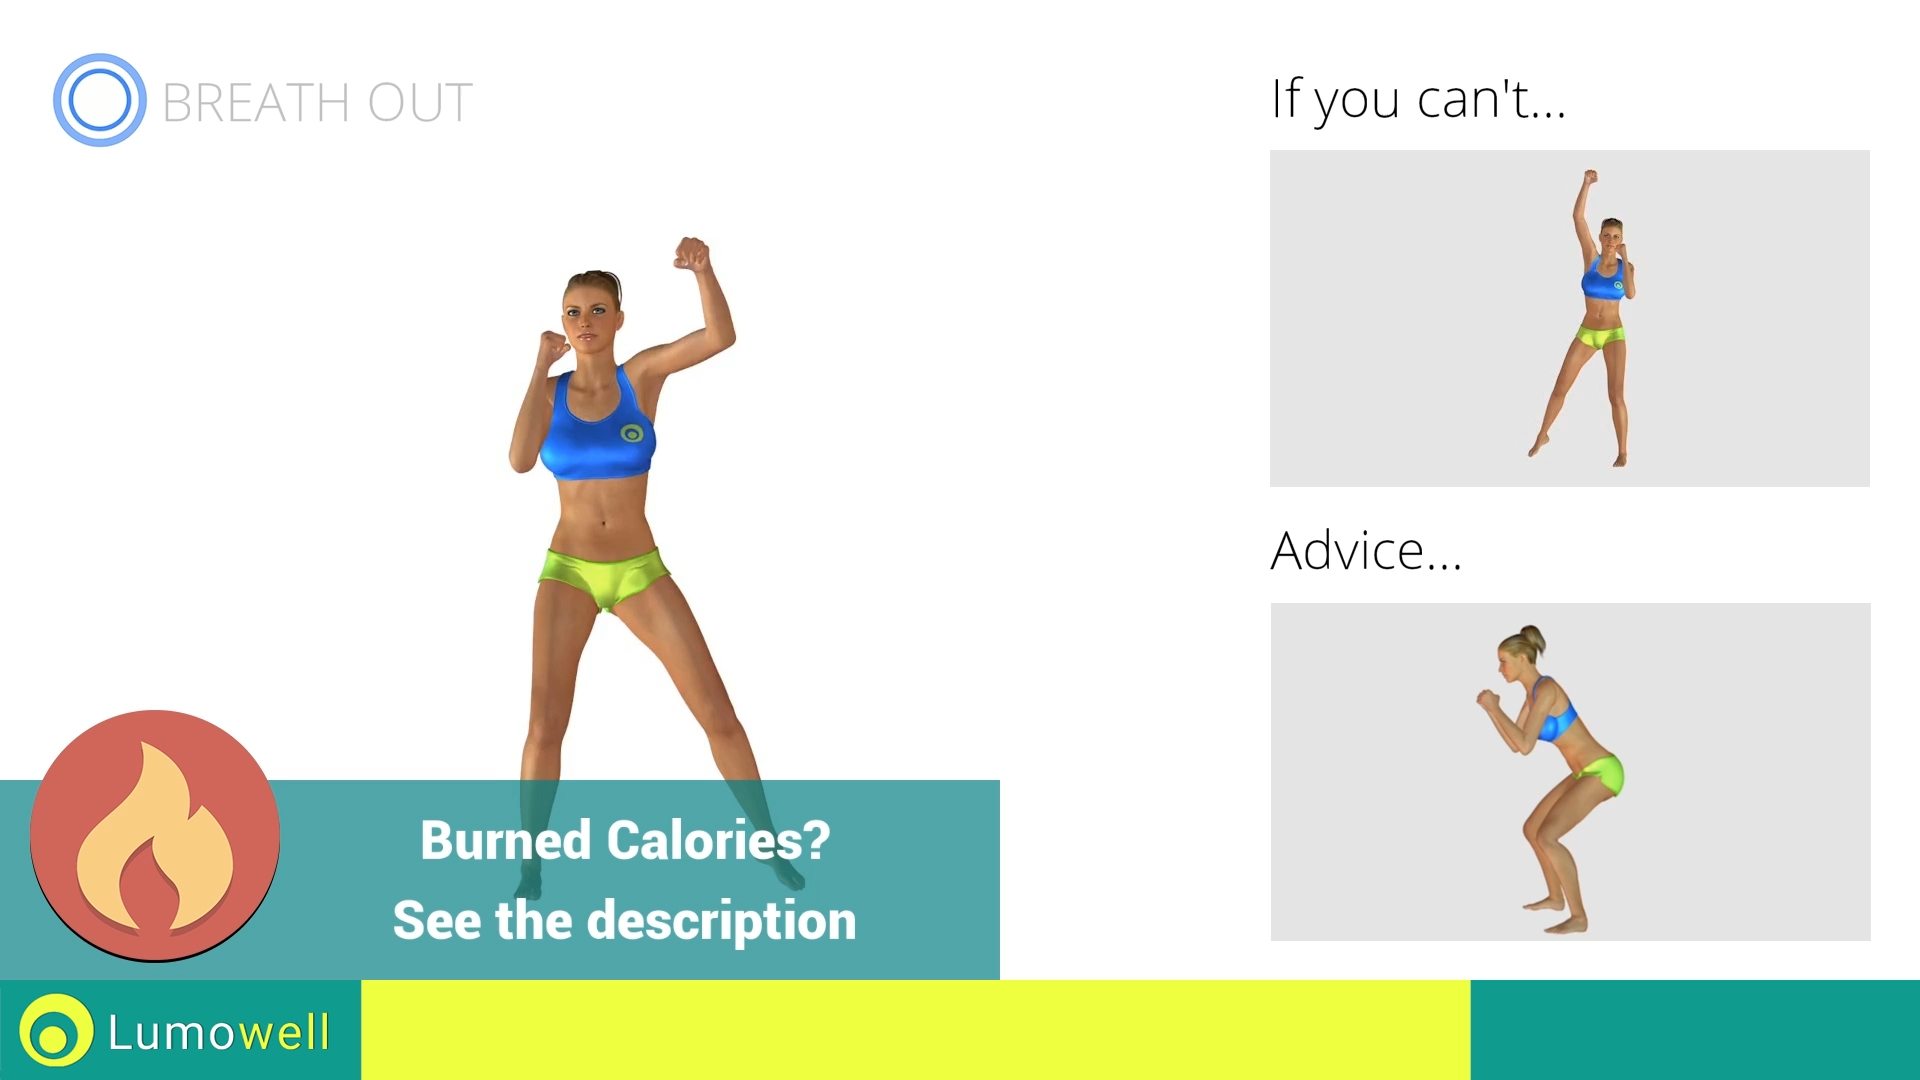 BREATH OUT
If you can't...
Advice...
Burned Calories?
See the description
Lumowell